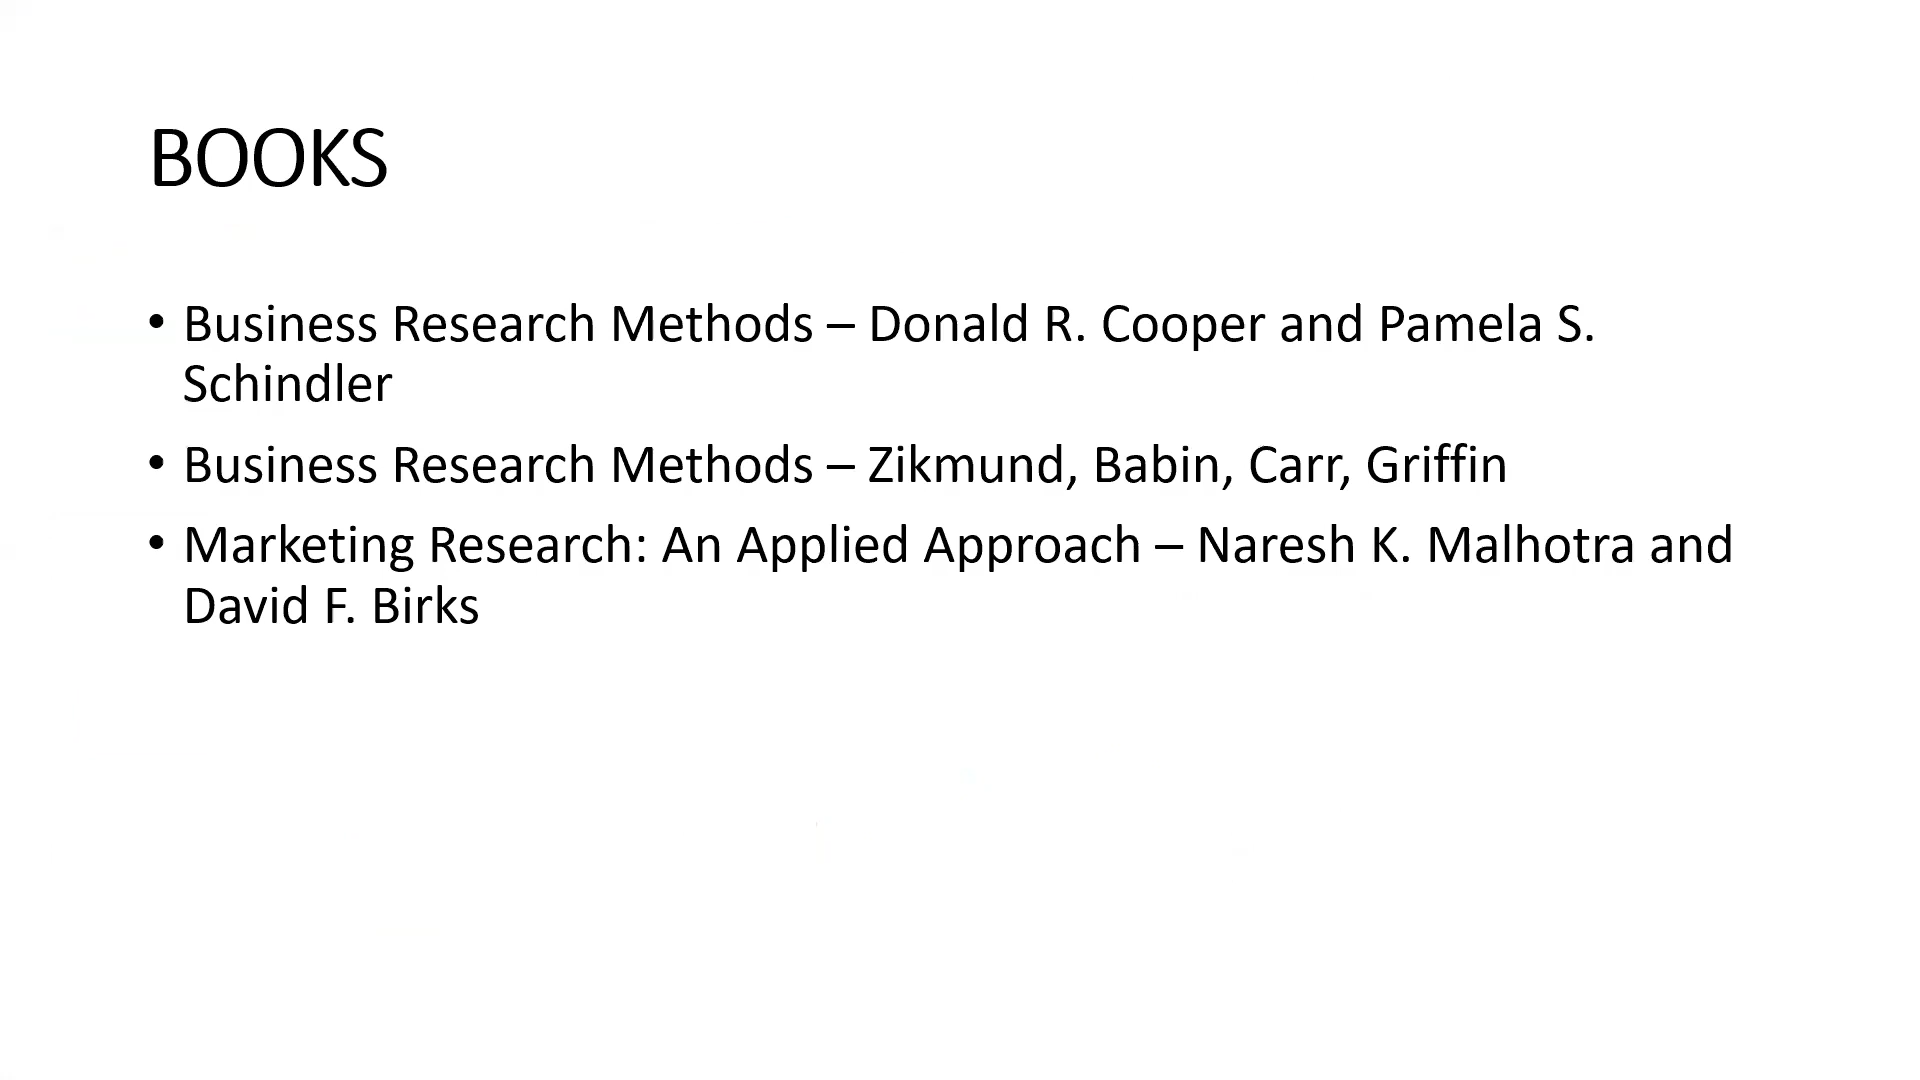 BOOKS
• Business Research Methods – Donald R. Cooper and Pamela S.
Schindler
• Business Research Methods – Zikmund, Babin, Carr, Griffin
• Marketing Research: An Applied Approach – Naresh K. Malhotra and
David F. Birks